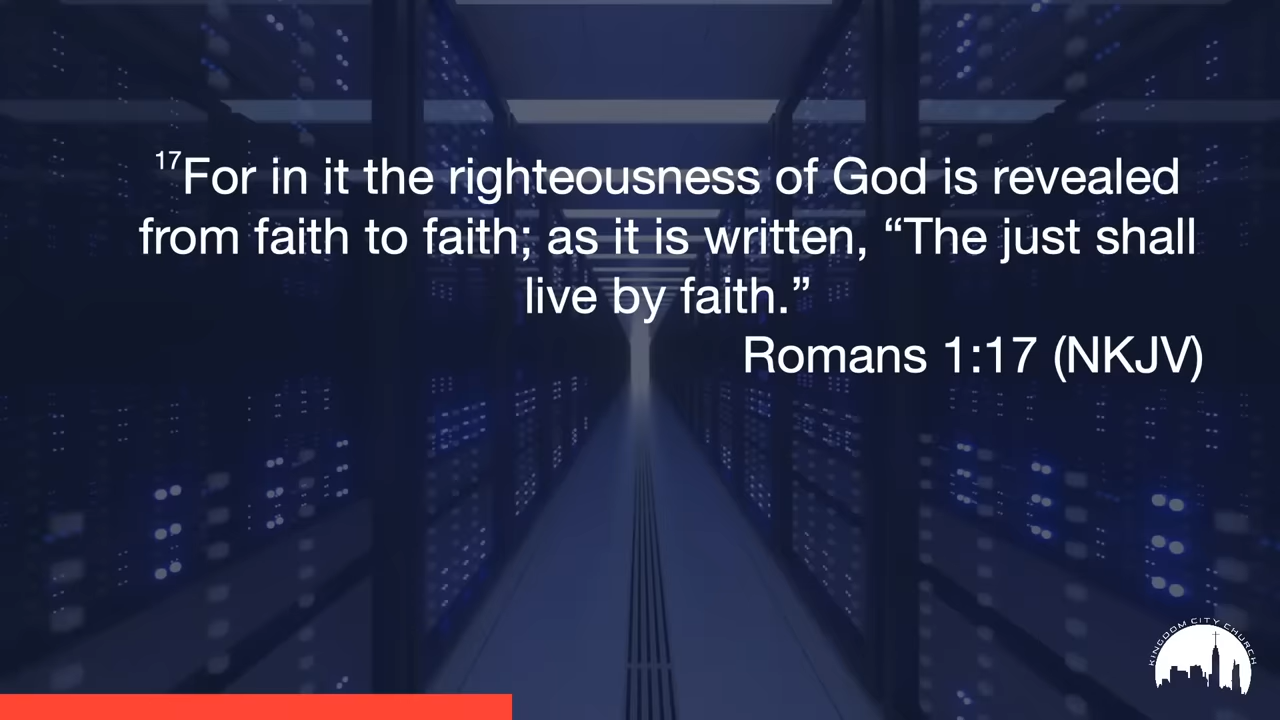 17For in it the righteousness of God is revealed
from faith to faith; as it is written, “The just shall
live by faith.”
Romans 1:17 (NKJV)
KINGDOM CITY CHURCH